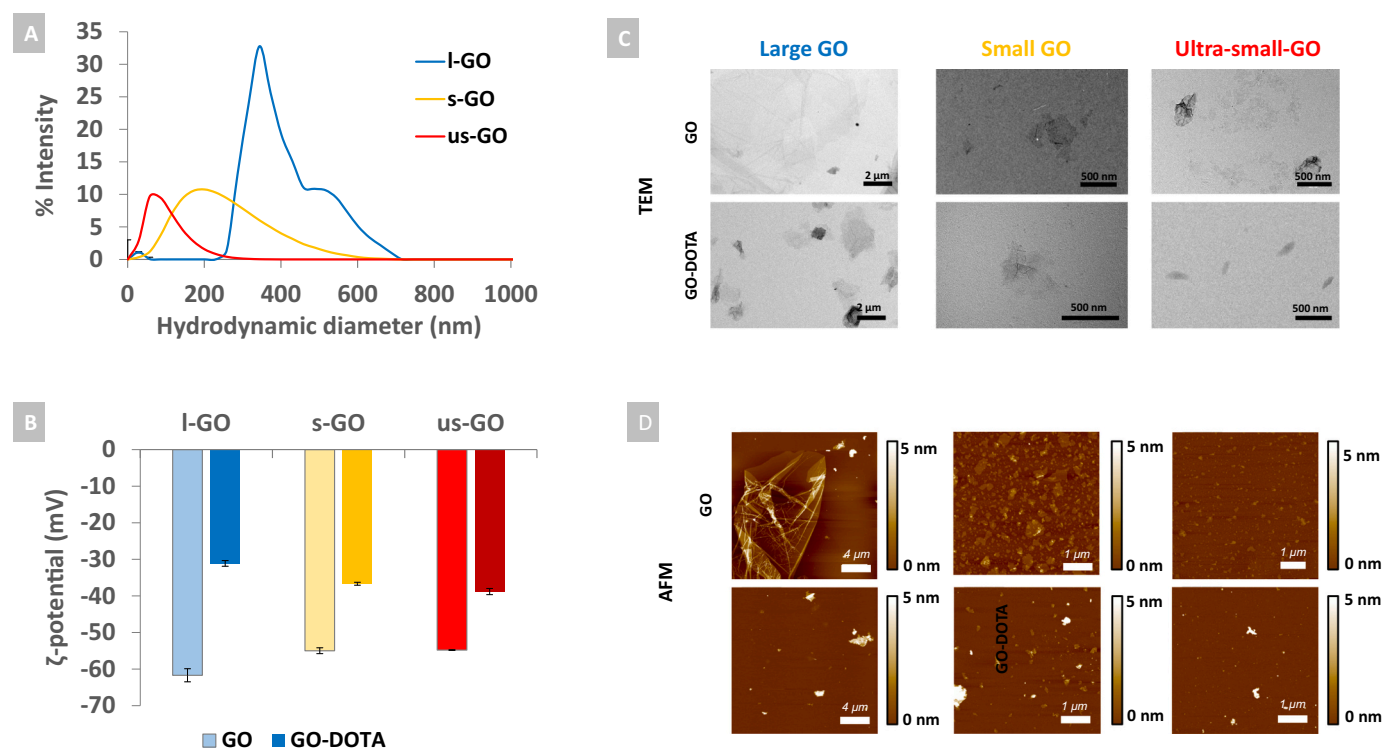 A
35
30
25
20
15
10
5
0
% Intensity
l-GO
s-GO
us-GO
0
200
400
600
800
1000
Hydrodynamic diameter (nm)
B
l-GO
s-GO
us-GO
0
-10
-20
-30
-40
-50
-60
-70
ζ-potential (mV)
GO
GO-DOTA
C
Large GO
Small GO
Ultra-small-GO
TEM
GO
2 µm
500 nm
500 nm
GO-DOTA
2 µm
500 nm
500 nm
D
AFM
GO
4 µm
5 nm
0 nm
1 µm
5 nm
0 nm
1 µm
5 nm
0 nm
4 µm
5 nm
0 nm
GO-DOTA
1 µm
5 nm
0 nm
1 µm
5 nm
0 nm